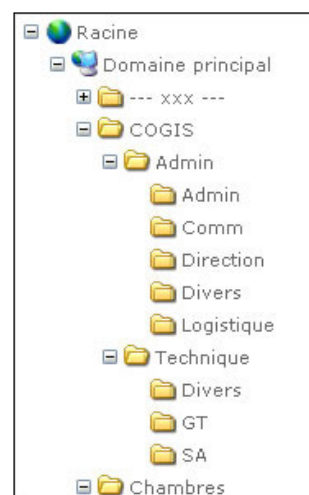 Racine
Domaine principal
--- xxx ---
COGIS
Admin
Admin
Comm
Direction
Divers
Logistique
Technique
Divers
GT
SA
Chambres